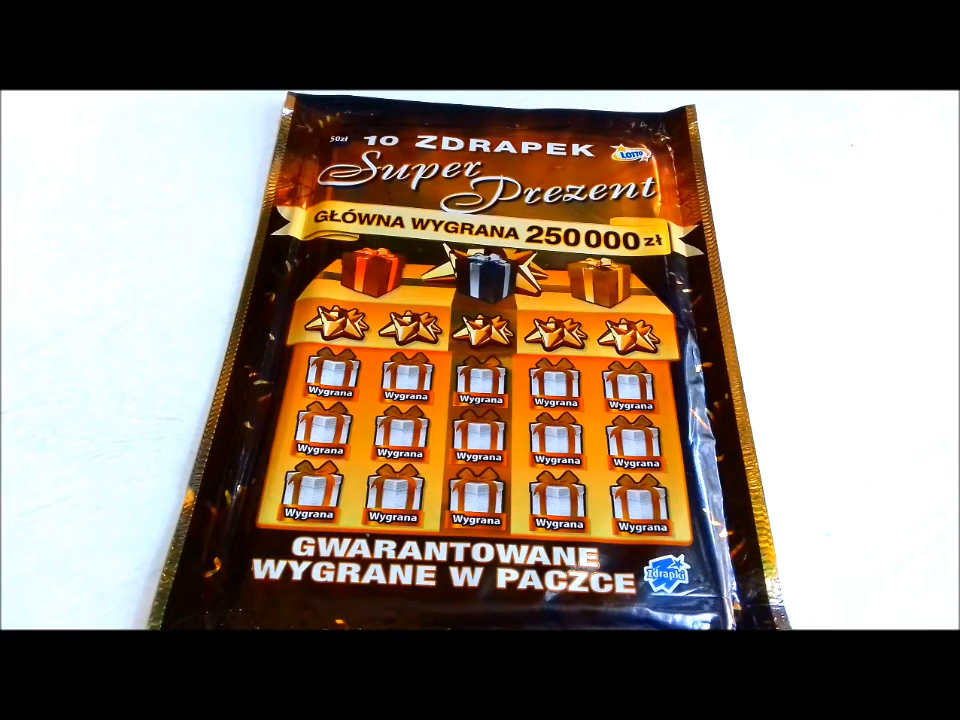 50zł 10 ZDRAPEK
LOTTO
Super
Prezent
GŁÓWNA WYGRANA 250 000 zł
Wygrana Wygrana Wygrana Wygrana Wygrana
Wygrana Wygrana Wygrana Wygrana Wygrana
Wygrana Wygrana Wygrana Wygrana Wygrana
GWARANTOWANE
WYGRANE W PACZCE
Zdrapki